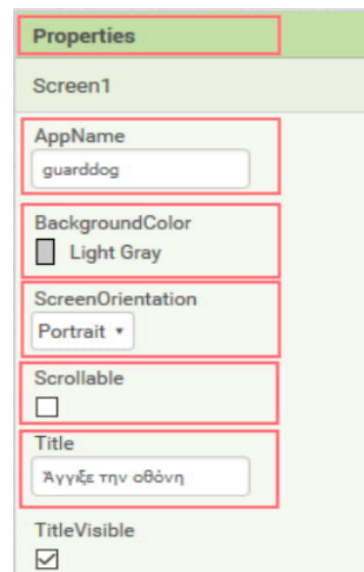 Properties
Screen1
AppName
guarddog
BackgroundColor
Light Gray
ScreenOrientation
Portrait
Scrollable
Title
Άγγιξε την οθόνη
TitleVisible